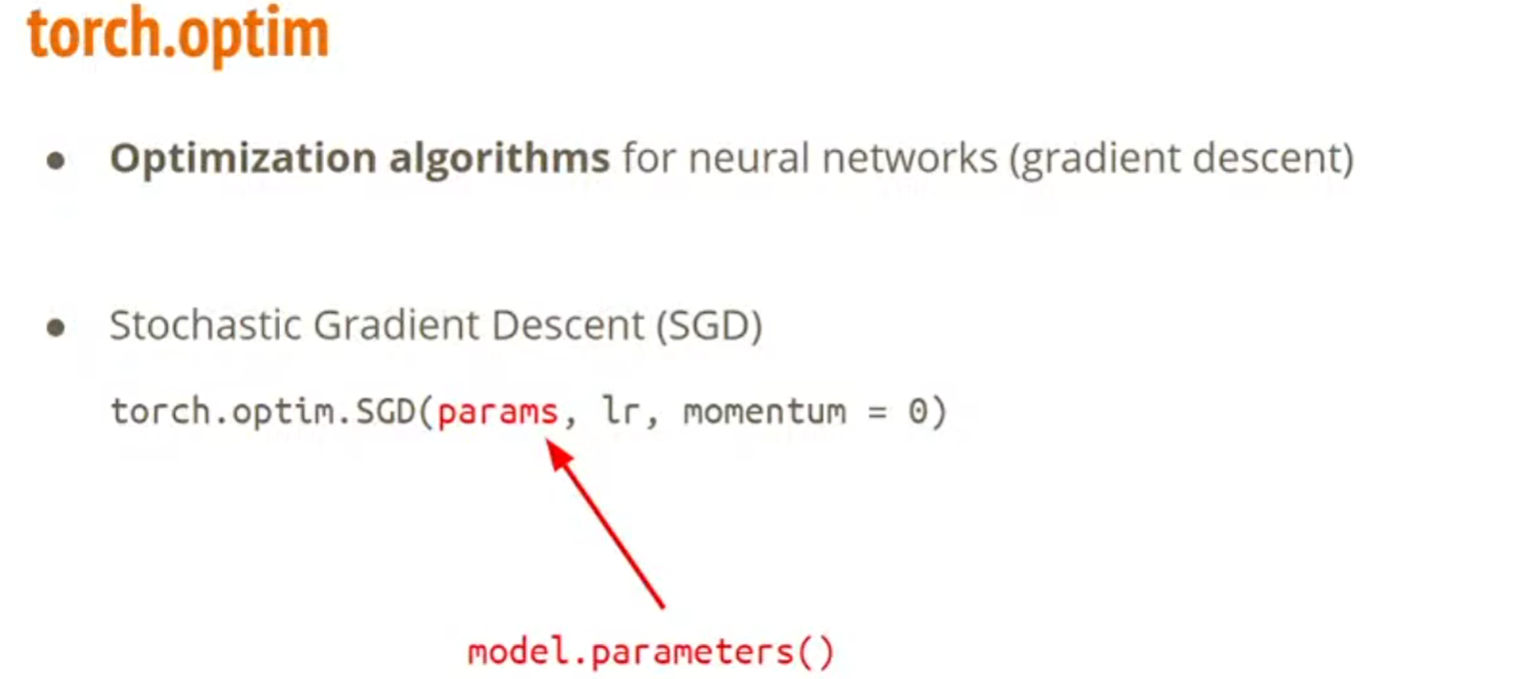 torch.optim
● Optimization algorithms for neural networks (gradient descent)
● Stochastic Gradient Descent (SGD)
torch.optim.SGD(params, lr, momentum = 0)
model.parameters()